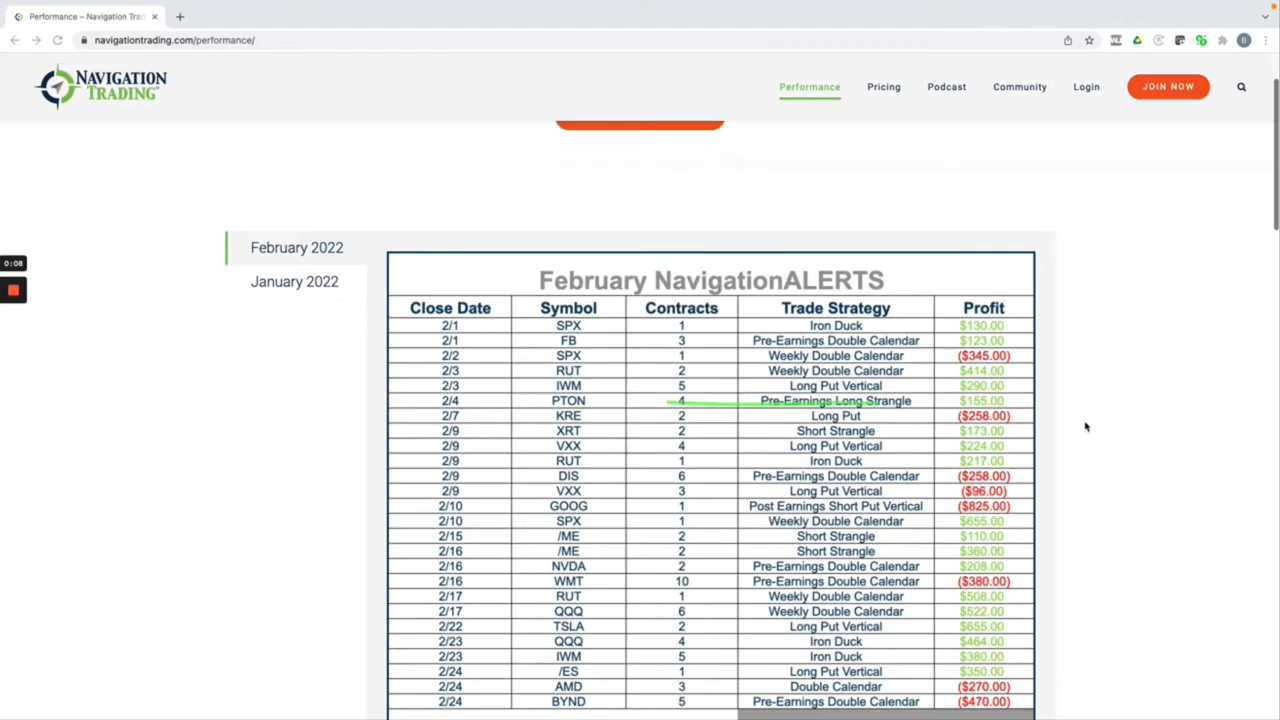 Performance – Navigation Trad
navigationtrading.com/performance/
B
NAVIGATION
TRADING
Performance Pricing Podcast Community Login JOIN NOW
0:08
February 2022
January 2022
February NavigationALERTS
Close Date Symbol Contracts Trade Strategy Profit
2/1 SPX 1 Iron Duck $130.00
2/1 FB 3 Pre-Earnings Double Calendar $123.00
2/2 SPX 1 Weekly Double Calendar ($345.00)
2/3 RUT 2 Weekly Double Calendar $414.00
2/3 IWM 5 Long Put Vertical $290.00
2/4 PTON 4 Pre-Earnings Long Strangle $155.00
2/7 KRE 2 Long Put ($258.00)
2/9 XRT 2 Short Strangle $173.00
2/9 VXX 4 Long Put Vertical $224.00
2/9 RUT 1 Iron Duck $217.00
2/9 DIS 6 Pre-Earnings Double Calendar ($258.00)
2/9 VXX 3 Long Put Vertical ($96.00)
2/10 GOOG 1 Post Earnings Short Put Vertical ($825.00)
2/10 SPX 1 Weekly Double Calendar $655.00
2/15 /ME 2 Short Strangle $110.00
2/16 /ME 2 Short Strangle $360.00
2/16 NVDA 2 Pre-Earnings Double Calendar $208.00
2/16 WMT 10 Pre-Earnings Double Calendar ($380.00)
2/17 RUT 1 Weekly Double Calendar $508.00
2/17 QQQ 6 Weekly Double Calendar $522.00
2/22 TSLA 2 Long Put Vertical $655.00
2/23 QQQ 4 Iron Duck $464.00
2/23 IWM 5 Iron Duck $380.00
2/24 /ES 1 Long Put Vertical $350.00
2/24 AMD 3 Double Calendar ($270.00)
2/24 BYND 5 Pre-Earnings Double Calendar ($470.00)